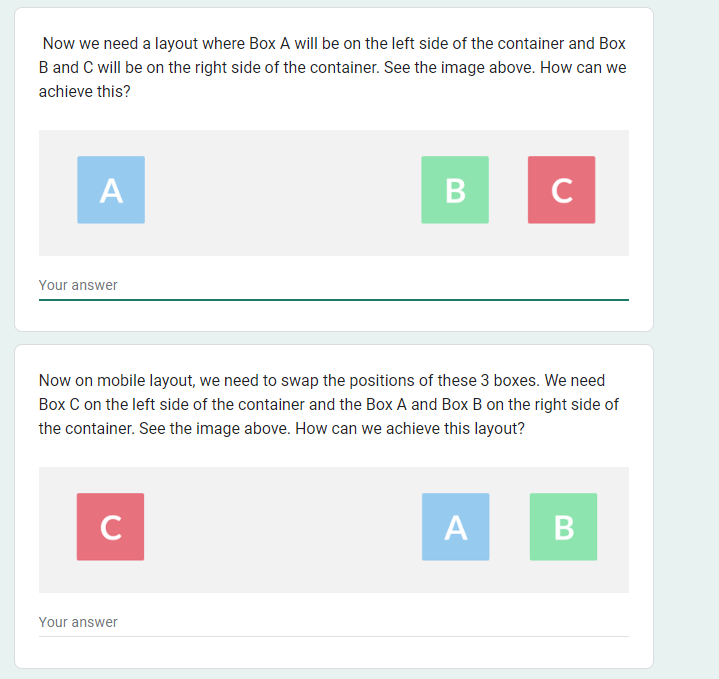 Now we need a layout where Box A will be on the left side of the container and Box
B and C will be on the right side of the container. See the image above. How can we
achieve this?
A B C
Your answer
Now on mobile layout, we need to swap the positions of these 3 boxes. We need
Box C on the left side of the container and the Box A and Box B on the right side of
the container. See the image above. How can we achieve this layout?
C A B
Your answer